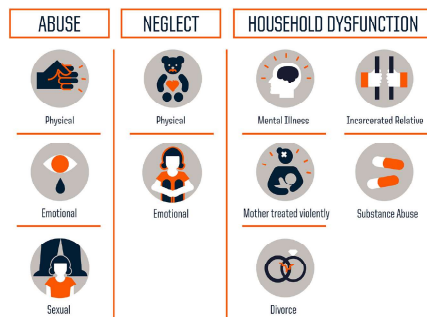 ABUSE
NEGLECT
HOUSEHOLD DYSFUNCTION
Physical
Physical
Mental Illness
Incarcerated Relative
Emotional
Emotional
Mother treated violently
Substance Abuse
Sexual
Divorce